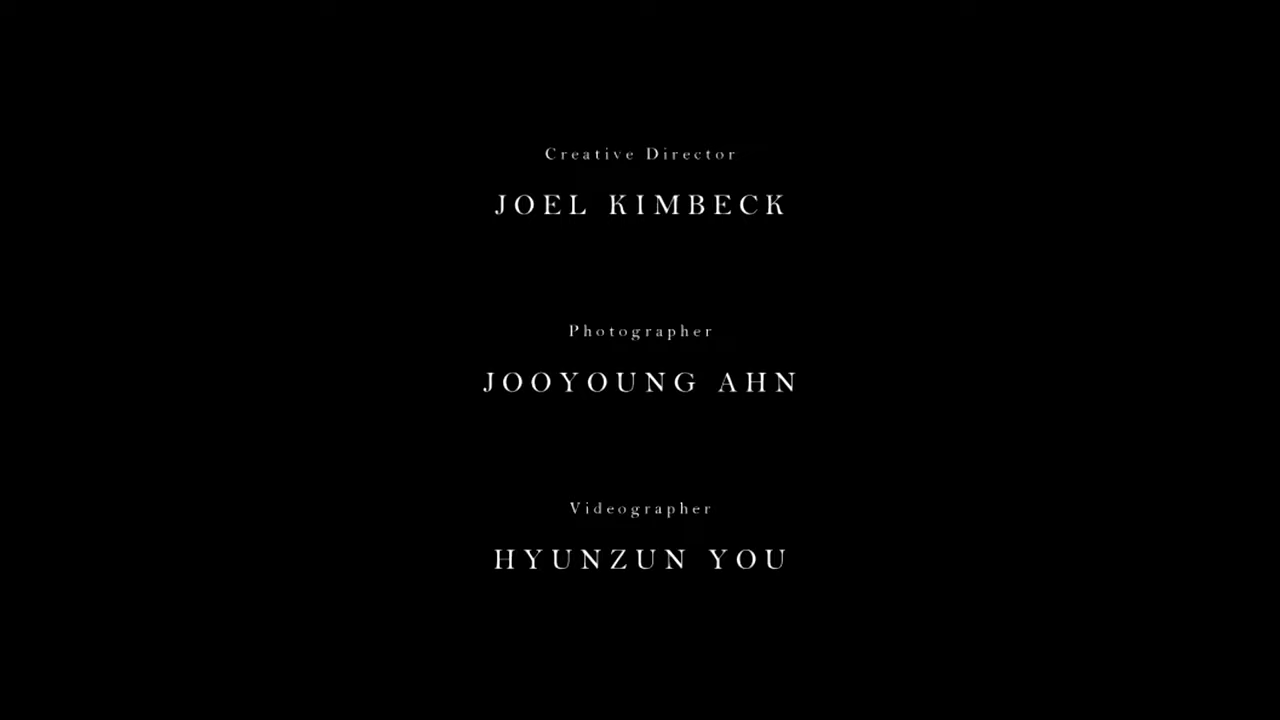 Creative Director
JOEL KIMBECK
Photographer
JOOYOUNG AHN
Videographer
HYUNZUN YOU